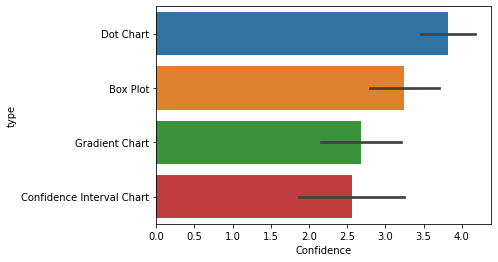 Dot Chart
Box Plot
Gradient Chart
Confidence Interval Chart
type
0.0 0.5 1.0 1.5 2.0 2.5 3.0 3.5 4.0
Confidence